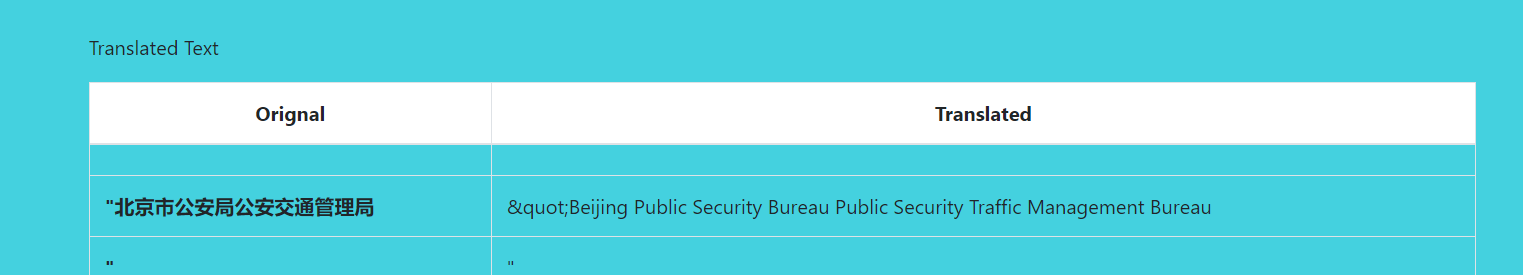 Translated Text
Orignal Translated
"北京市公安局公安交通管理局 &quot;Beijing Public Security Bureau Public Security Traffic Management Bureau
" "